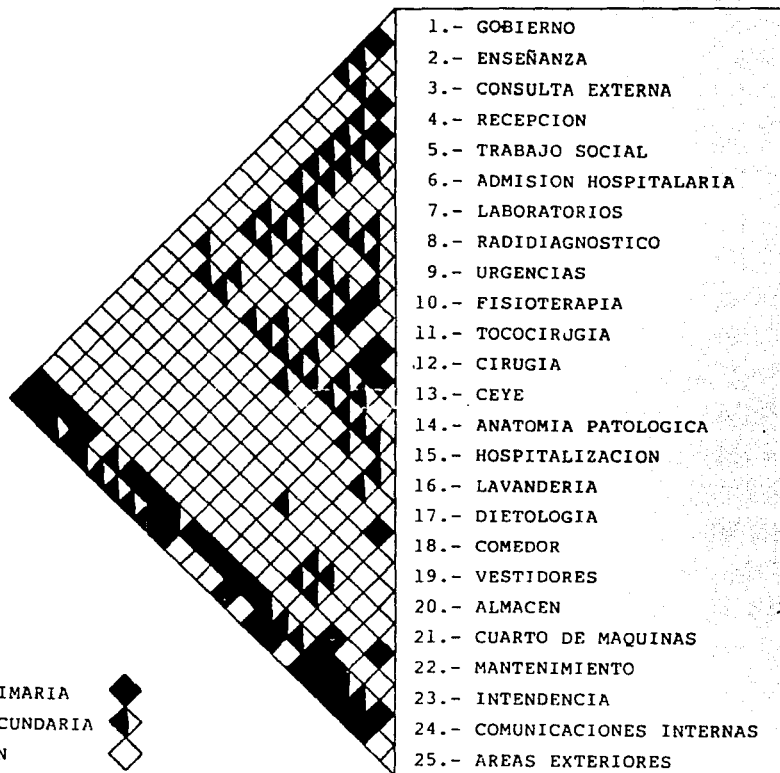 1.- GOBIERNO
2.- ENSEÑANZA
3.- CONSULTA EXTERNA
4.- RECEPCION
5.- TRABAJO SOCIAL
6.- ADMISION HOSPITALARIA
7.- LABORATORIOS
8.- RADIDIAGNOSTICO
9.- URGENCIAS
10.- FISIOTERAPIA
11.- TOCOCIRUGIA
12.- CIRUGIA
13.- CEYE
14.- ANATOMIA PATOLOGICA
15.- HOSPITALIZACION
16.- LAVANDERIA
17.- DIETOLOGIA
18.- COMEDOR
19.- VESTIDORES
20.- ALMACEN
21.- CUARTO DE MAQUINAS
22.- MANTENIMIENTO
23.- INTENDENCIA
24.- COMUNICACIONES INTERNAS
25.- AREAS EXTERIORES
IMARIA
CUNDARIA
N